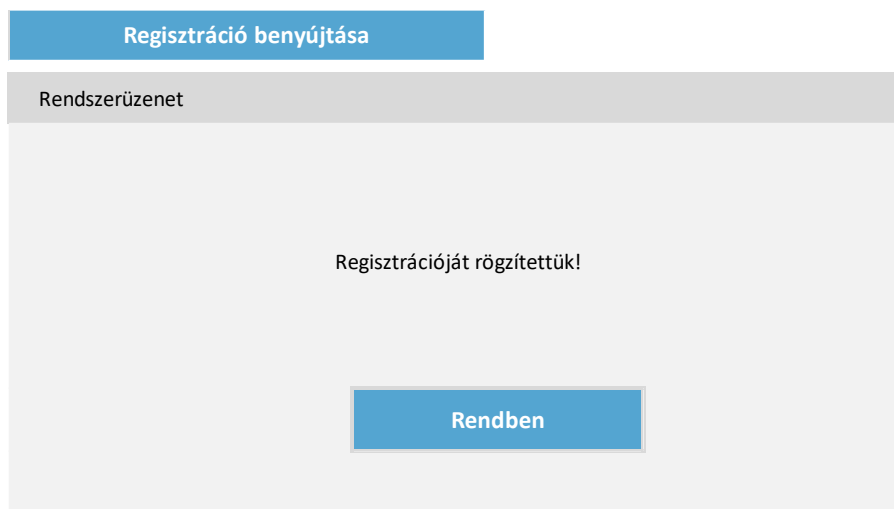 Regisztráció benyújtása
Rendszerüzenet
Regisztrációját rögzítettük!
Rendben